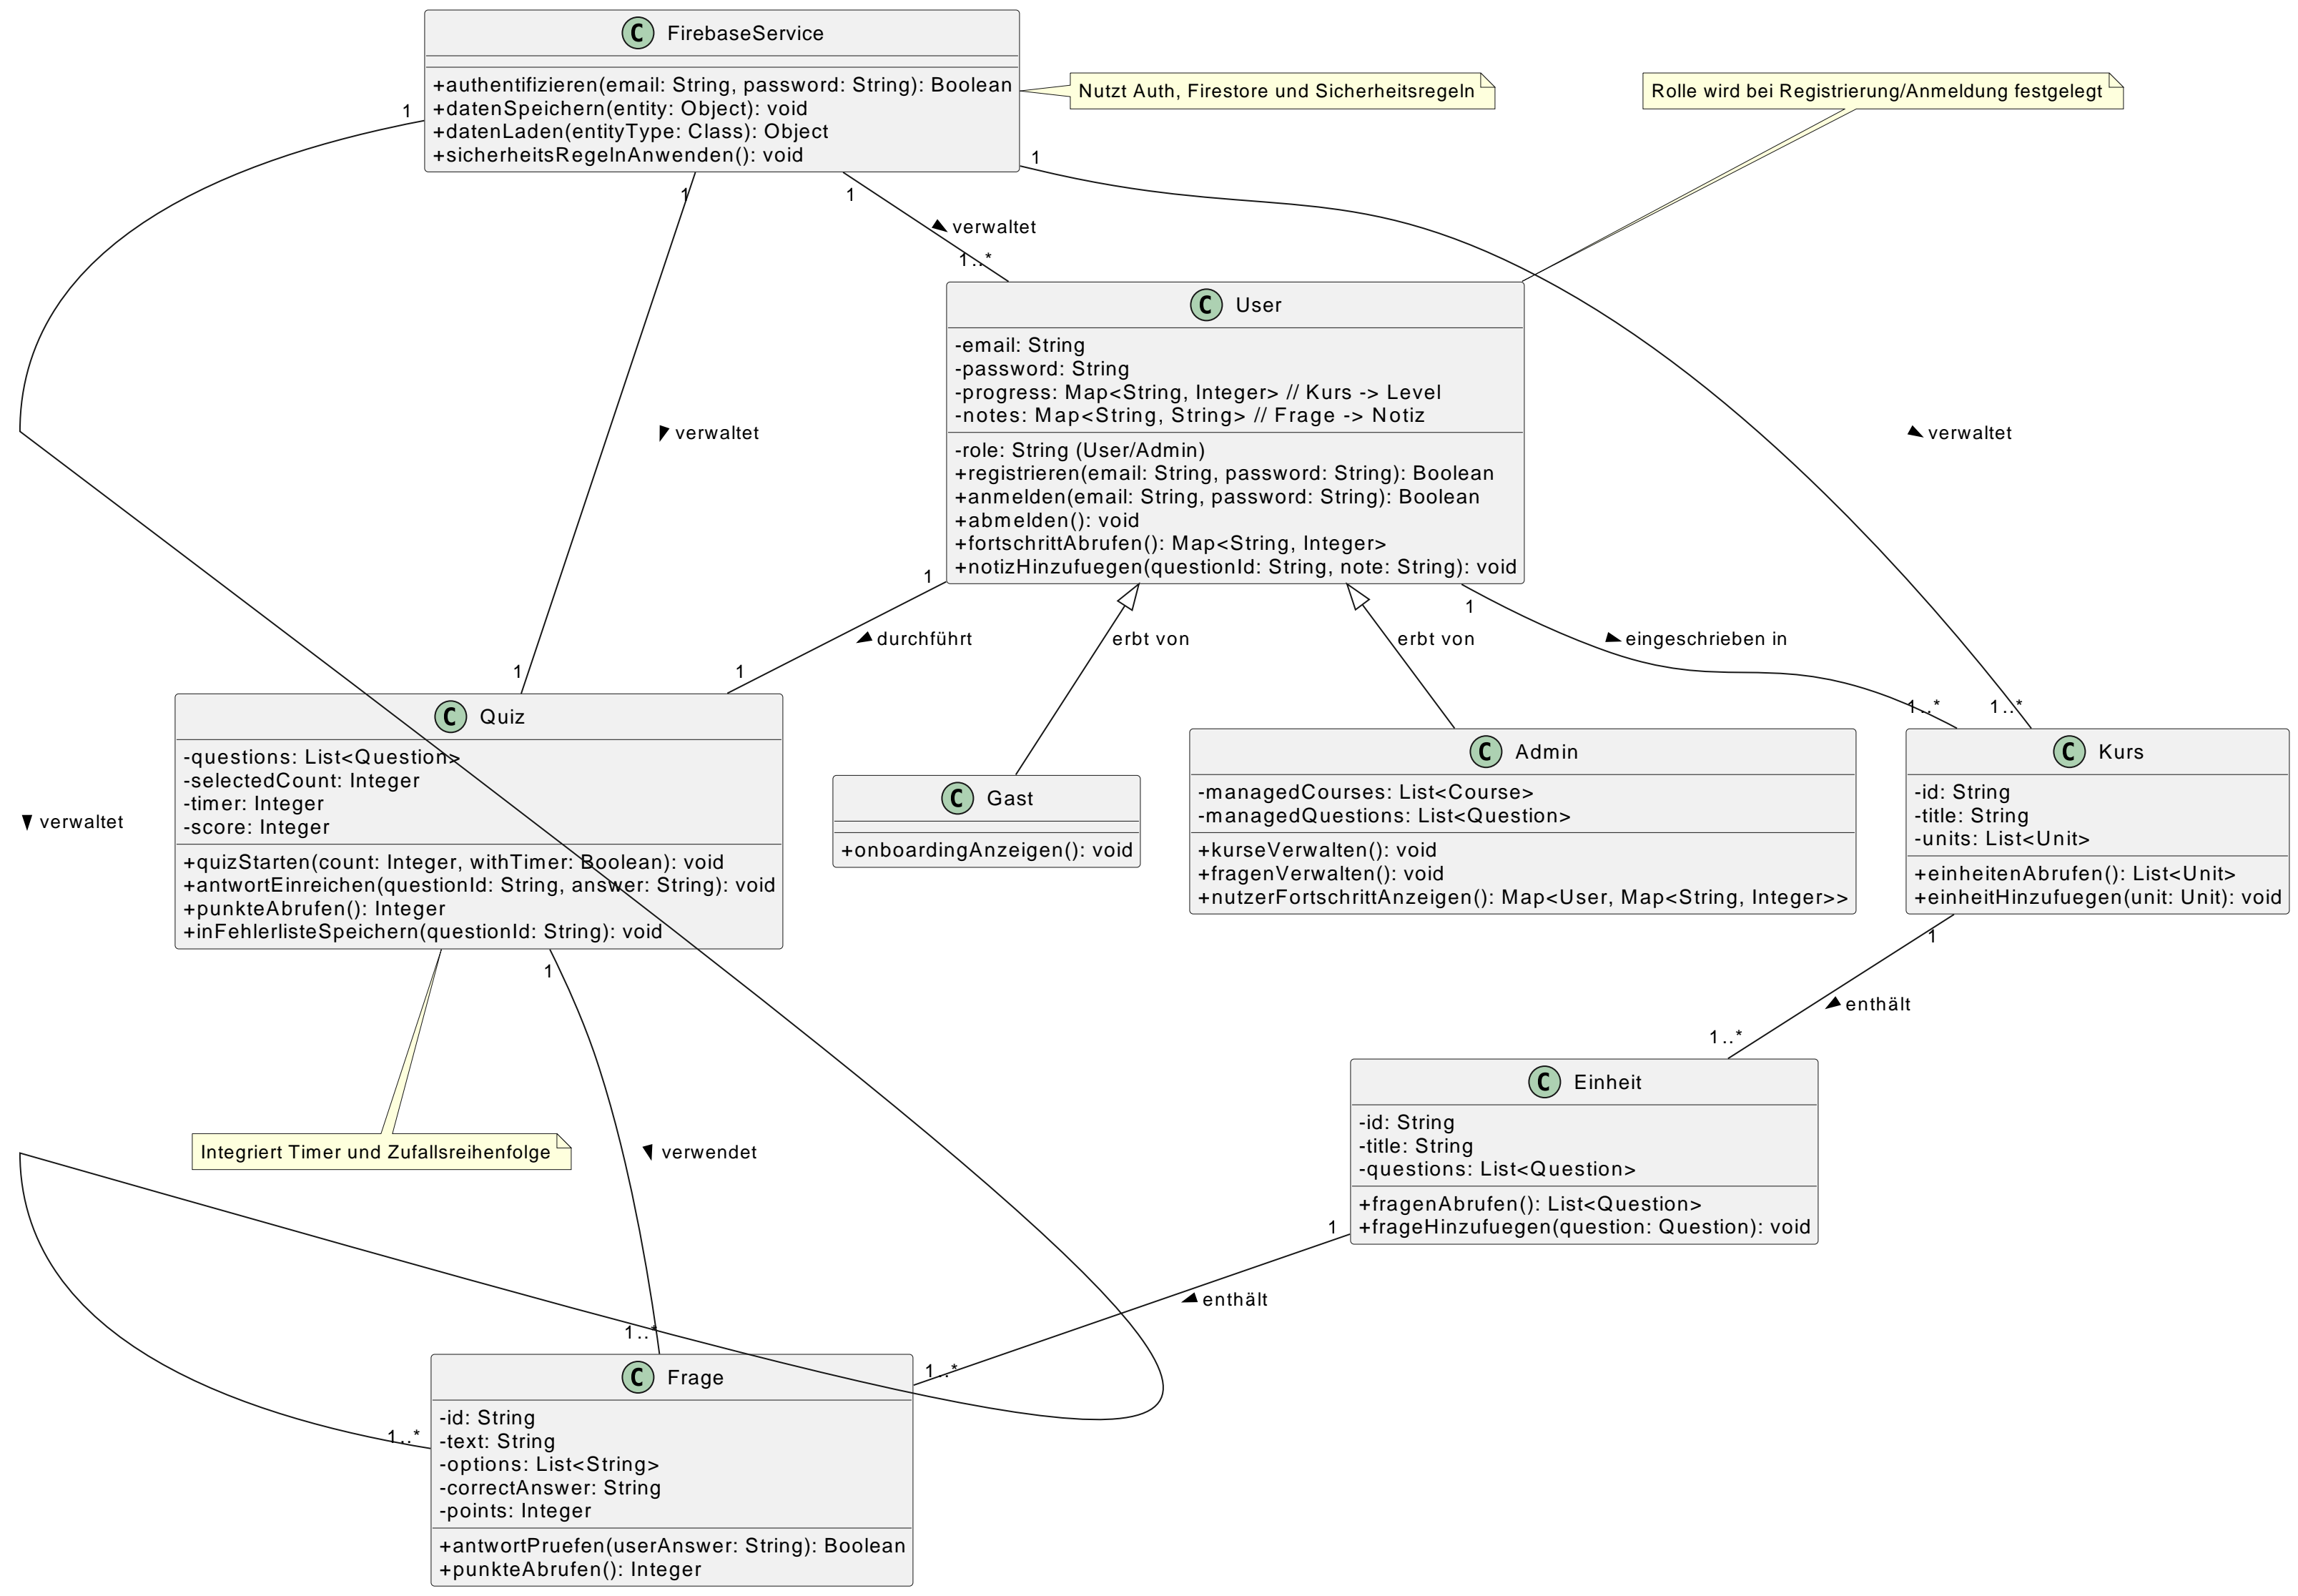 C FirebaseService
+authentifizieren(email: String, password: String): Boolean
+datenSpeichern(entity: Object): void
+datenLaden(entityType: Class): Object
+sicherheitsRegelnAnwenden(): void
Nutzt Auth, Firestore und Sicherheitsregeln
Rolle wird bei Registrierung/Anmeldung festgelegt
1
1
1
1
verwaltet
1..*
C User
-email: String
-password: String
-progress: Map<String, Integer> // Kurs -> Level
-notes: Map<String, String> // Frage -> Notiz
-role: String (User/Admin)
+registrieren(email: String, password: String): Boolean
+anmelden(email: String, password: String): Boolean
+abmelden(): void
+fortschrittAbrufen(): Map<String, Integer>
+notizHinzufuegen(questionId: String, note: String): void
verwaltet
verwaltet
1
1
durchführt
erbt von
erbt von
eingeschrieben in
1
1
1..*
1..*
C Quiz
-questions: List<Question>
-selectedCount: Integer
-timer: Integer
-score: Integer
+quizStarten(count: Integer, withTimer: Boolean): void
+antwortEinreichen(questionId: String, answer: String): void
+punkteAbrufen(): Integer
+inFehlerlisteSpeichern(questionId: String): void
verwaltet
C Gast
+onboardingAnzeigen(): void
C Admin
-managedCourses: List<Course>
-managedQuestions: List<Question>
+kurseVerwalten(): void
+fragenVerwalten(): void
+nutzerFortschrittAnzeigen(): Map<User, Map<String, Integer>>
C Kurs
-id: String
-title: String
-units: List<Unit>
+einheitenAbrufen(): List<Unit>
+einheitHinzufuegen(unit: Unit): void
1
1
enthält
1..*
Integriert Timer und Zufallsreihenfolge
verwendet
C Einheit
-id: String
-title: String
-questions: List<Question>
+fragenAbrufen(): List<Question>
+frageHinzufuegen(question: Question): void
1
enthält
1..*
1..*
1..*
C Frage
-id: String
-text: String
-options: List<String>
-correctAnswer: String
-points: Integer
+antwortPruefen(userAnswer: String): Boolean
+punkteAbrufen(): Integer